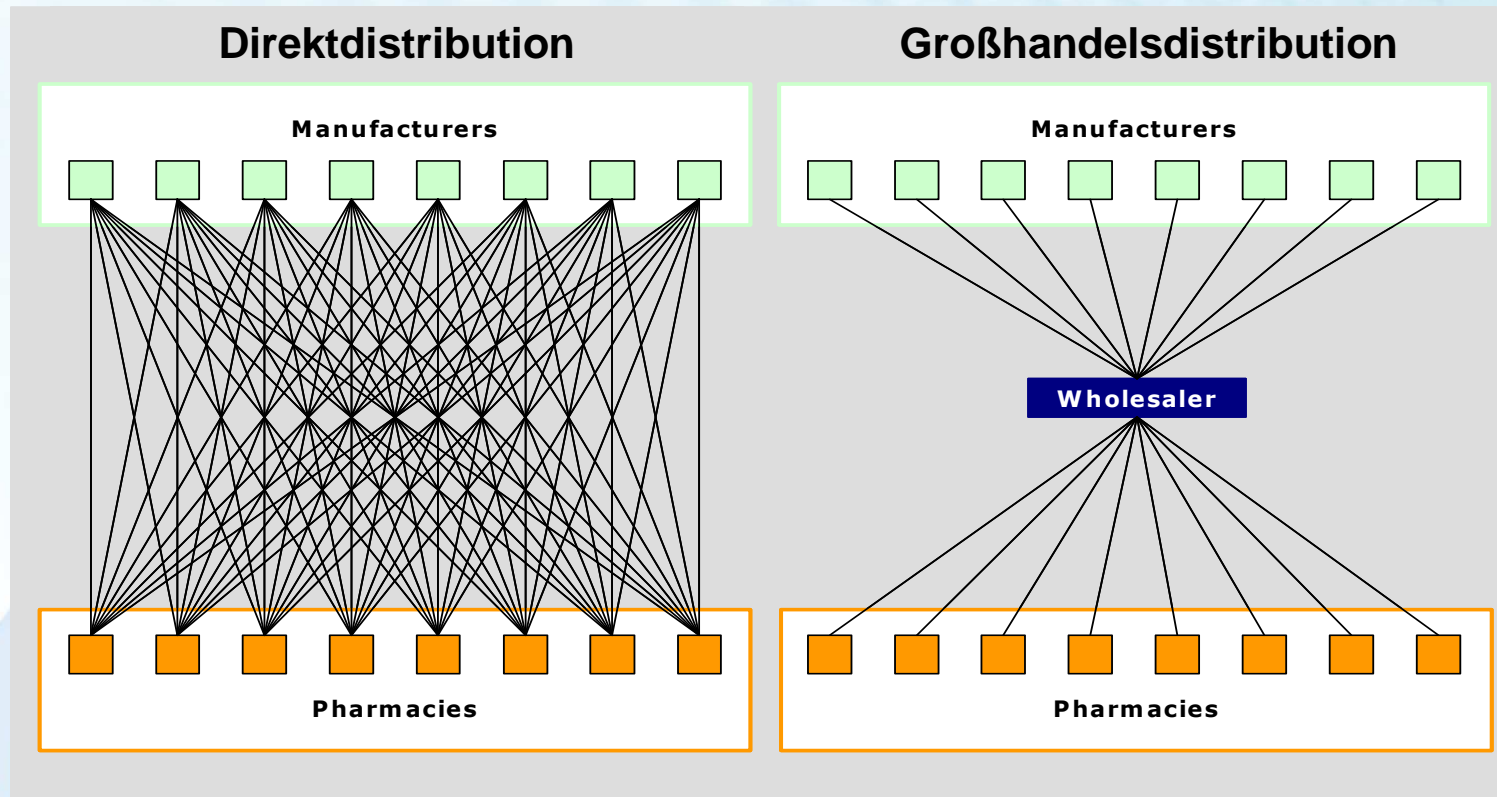 Direktdistribution
Manufacturers
Pharmacies
Großhandelsdistribution
Manufacturers
Wholesaler
Pharmacies